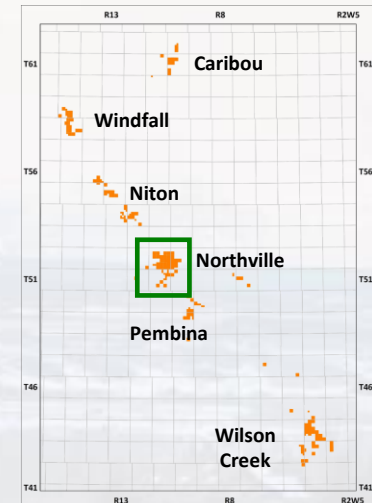 R13 R8 R2W5
T61 T61
Caribou
Windfall
T56 T56
Niton
Northville
T51 T51
Pembina
T46 T46
Wilson
Creek
T41 T41
R13 R8 R2W5